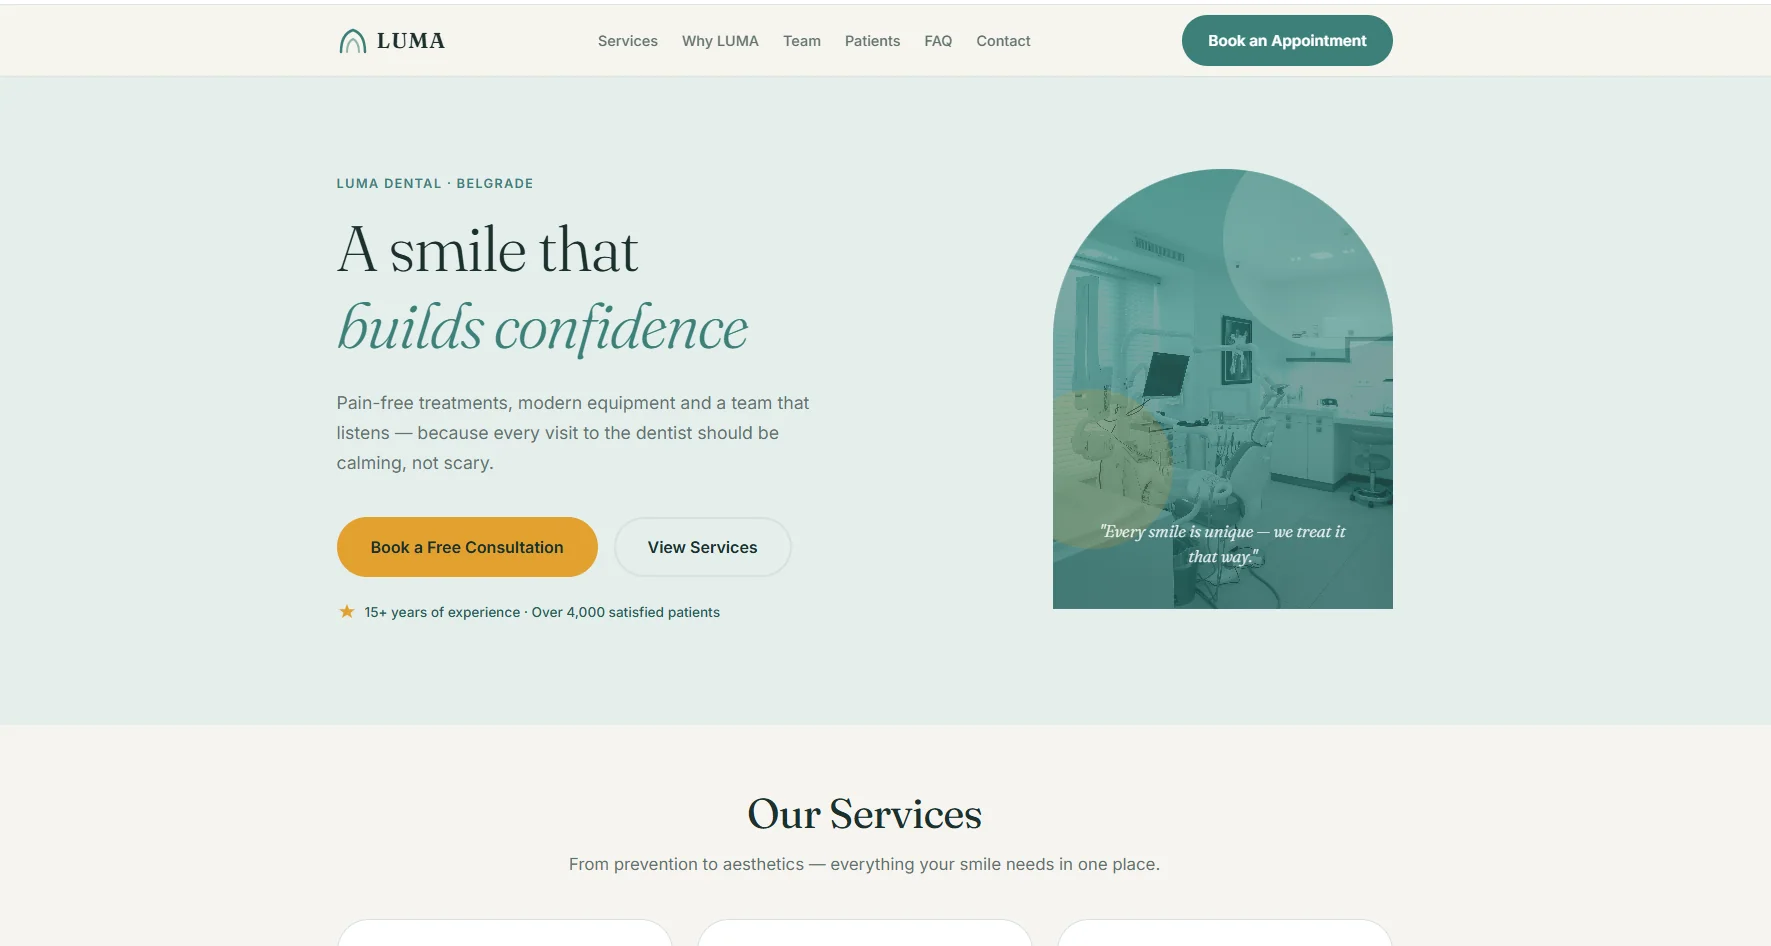 LUMA
Services
Why LUMA
Team
Patients
FAQ
Contact
Book an Appointment
LUMA DENTAL · BELGRADE
A smile that
builds confidence
Pain-free treatments, modern equipment and a team that
listens — because every visit to the dentist should be
calming, not scary.
Book a Free Consultation
View Services
15+ years of experience · Over 4,000 satisfied patients
"Every smile is unique — we treat it
that way."
Our Services
From prevention to aesthetics — everything your smile needs in one place.